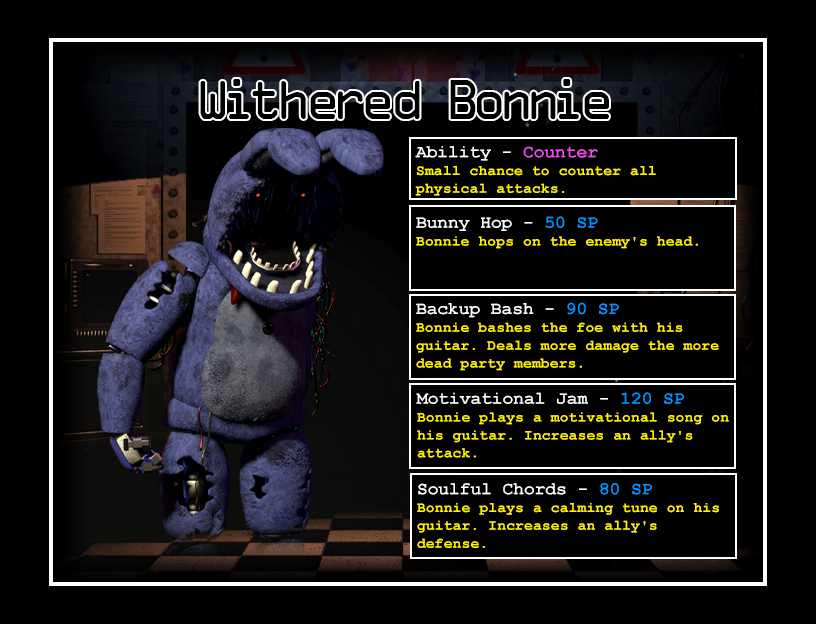 Withered Bonnie
Ability - Counter
Small chance to counter all
physical attacks.
Bunny Hop - 50 SP
Bonnie hops on the enemy's head.
Backup Bash - 90 SP
Bonnie bashes the foe with his
guitar. Deals more damage the more
dead party members.
Motivational Jam - 120 SP
Bonnie plays a motivational song on
his guitar. Increases an ally's
attack.
Soulful Chords - 80 SP
Bonnie plays a calming tune on his
guitar. Increases an ally's
defense.